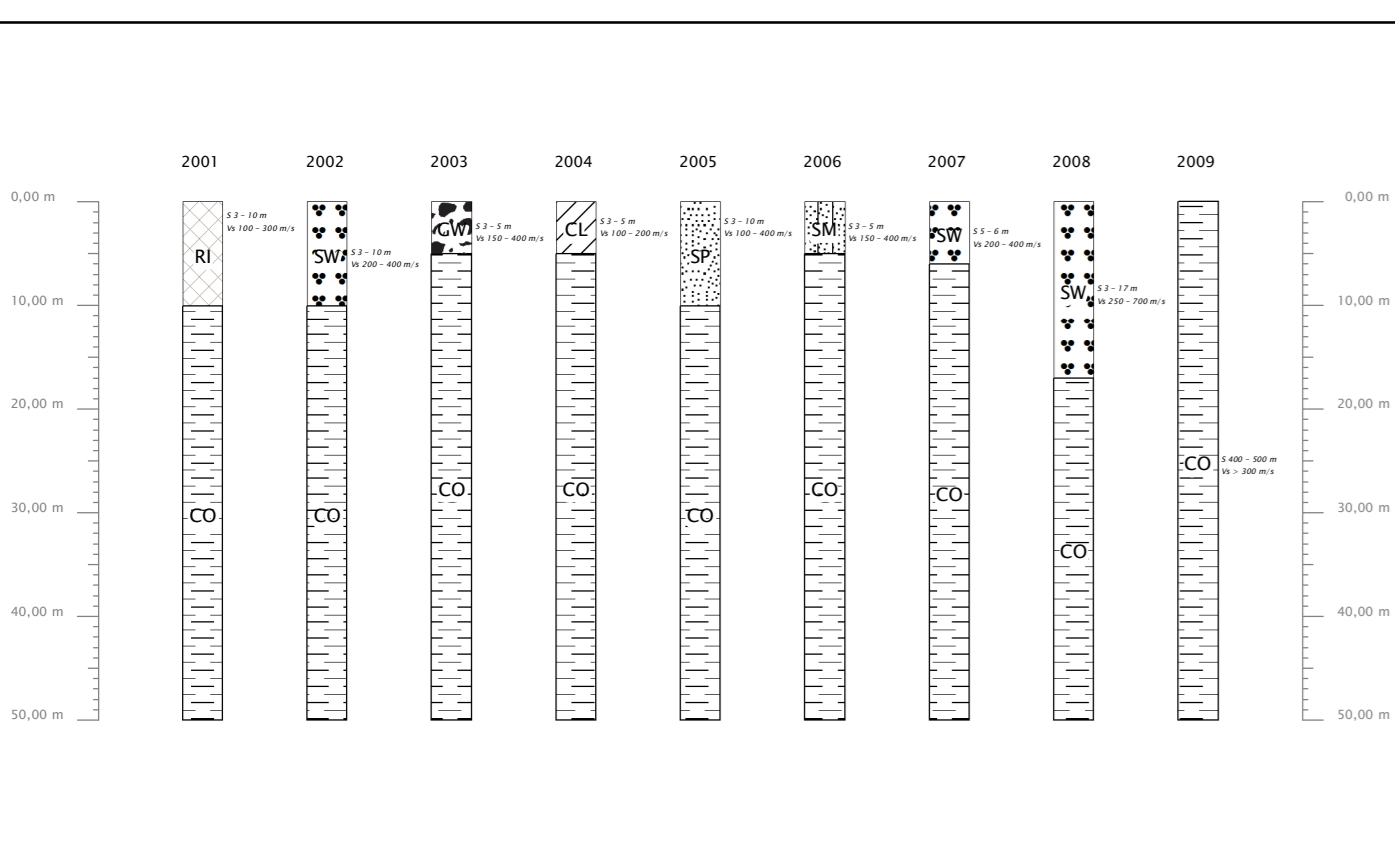 2001 2002 2003 2004 2005 2006 2007 2008 2009
0,00 m 0,00 m
S 3 – 10 m
Vs 100 – 300 m/s
RI
SW
S 3 – 10 m
Vs 200 – 400 m/s
GW
S 3 – 5 m
Vs 150 – 400 m/s
CL
S 3 – 5 m
Vs 100 – 200 m/s
S 3 – 10 m
Vs 100 – 400 m/s
SP
SM
S 3 – 5 m
Vs 150 – 400 m/s
SW
S 5 – 6 m
Vs 200 – 400 m/s
SW
S 3 – 17 m
Vs 250 – 700 m/s
10,00 m 10,00 m
20,00 m 20,00 m
CO
S 400 – 500 m
Vs > 300 m/s
CO CO CO CO
30,00 m 30,00 m
CO CO CO
CO
40,00 m 40,00 m
50,00 m 50,00 m